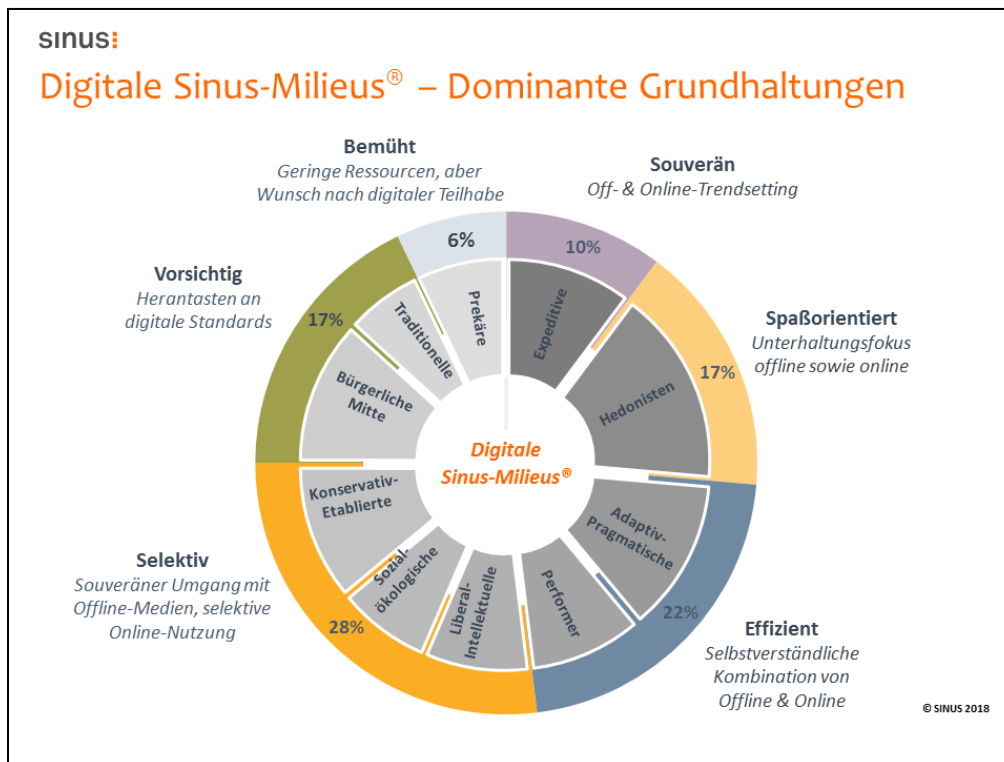 sinus:
Digitale Sinus-Milieus® – Dominante Grundhaltungen
Bemüht
Geringe Ressourcen, aber
Wunsch nach digitaler Teilhabe
Souverän
Off- & Online-Trendsetting
6%
10%
Vorsichtig
Herantasten an
digitale Standards
17%
Spaßorientiert
Unterhaltungsfokus
offline sowie online
17%
Prekäre
Expeditive
Traditionelle
Hedonisten
Bürgerliche
Mitte
Digitale
Sinus-Milieus®
Konservativ-
Etablierte
Adaptiv-
Pragmatische
Sozial-
ökologische
Liberal-
Intellektuelle
Performer
Selektiv
Souveräner Umgang mit
Offline-Medien, selektive
Online-Nutzung
28%
22%
Effizient
Selbstverständliche
Kombination von
Offline & Online
© SINUS 2018